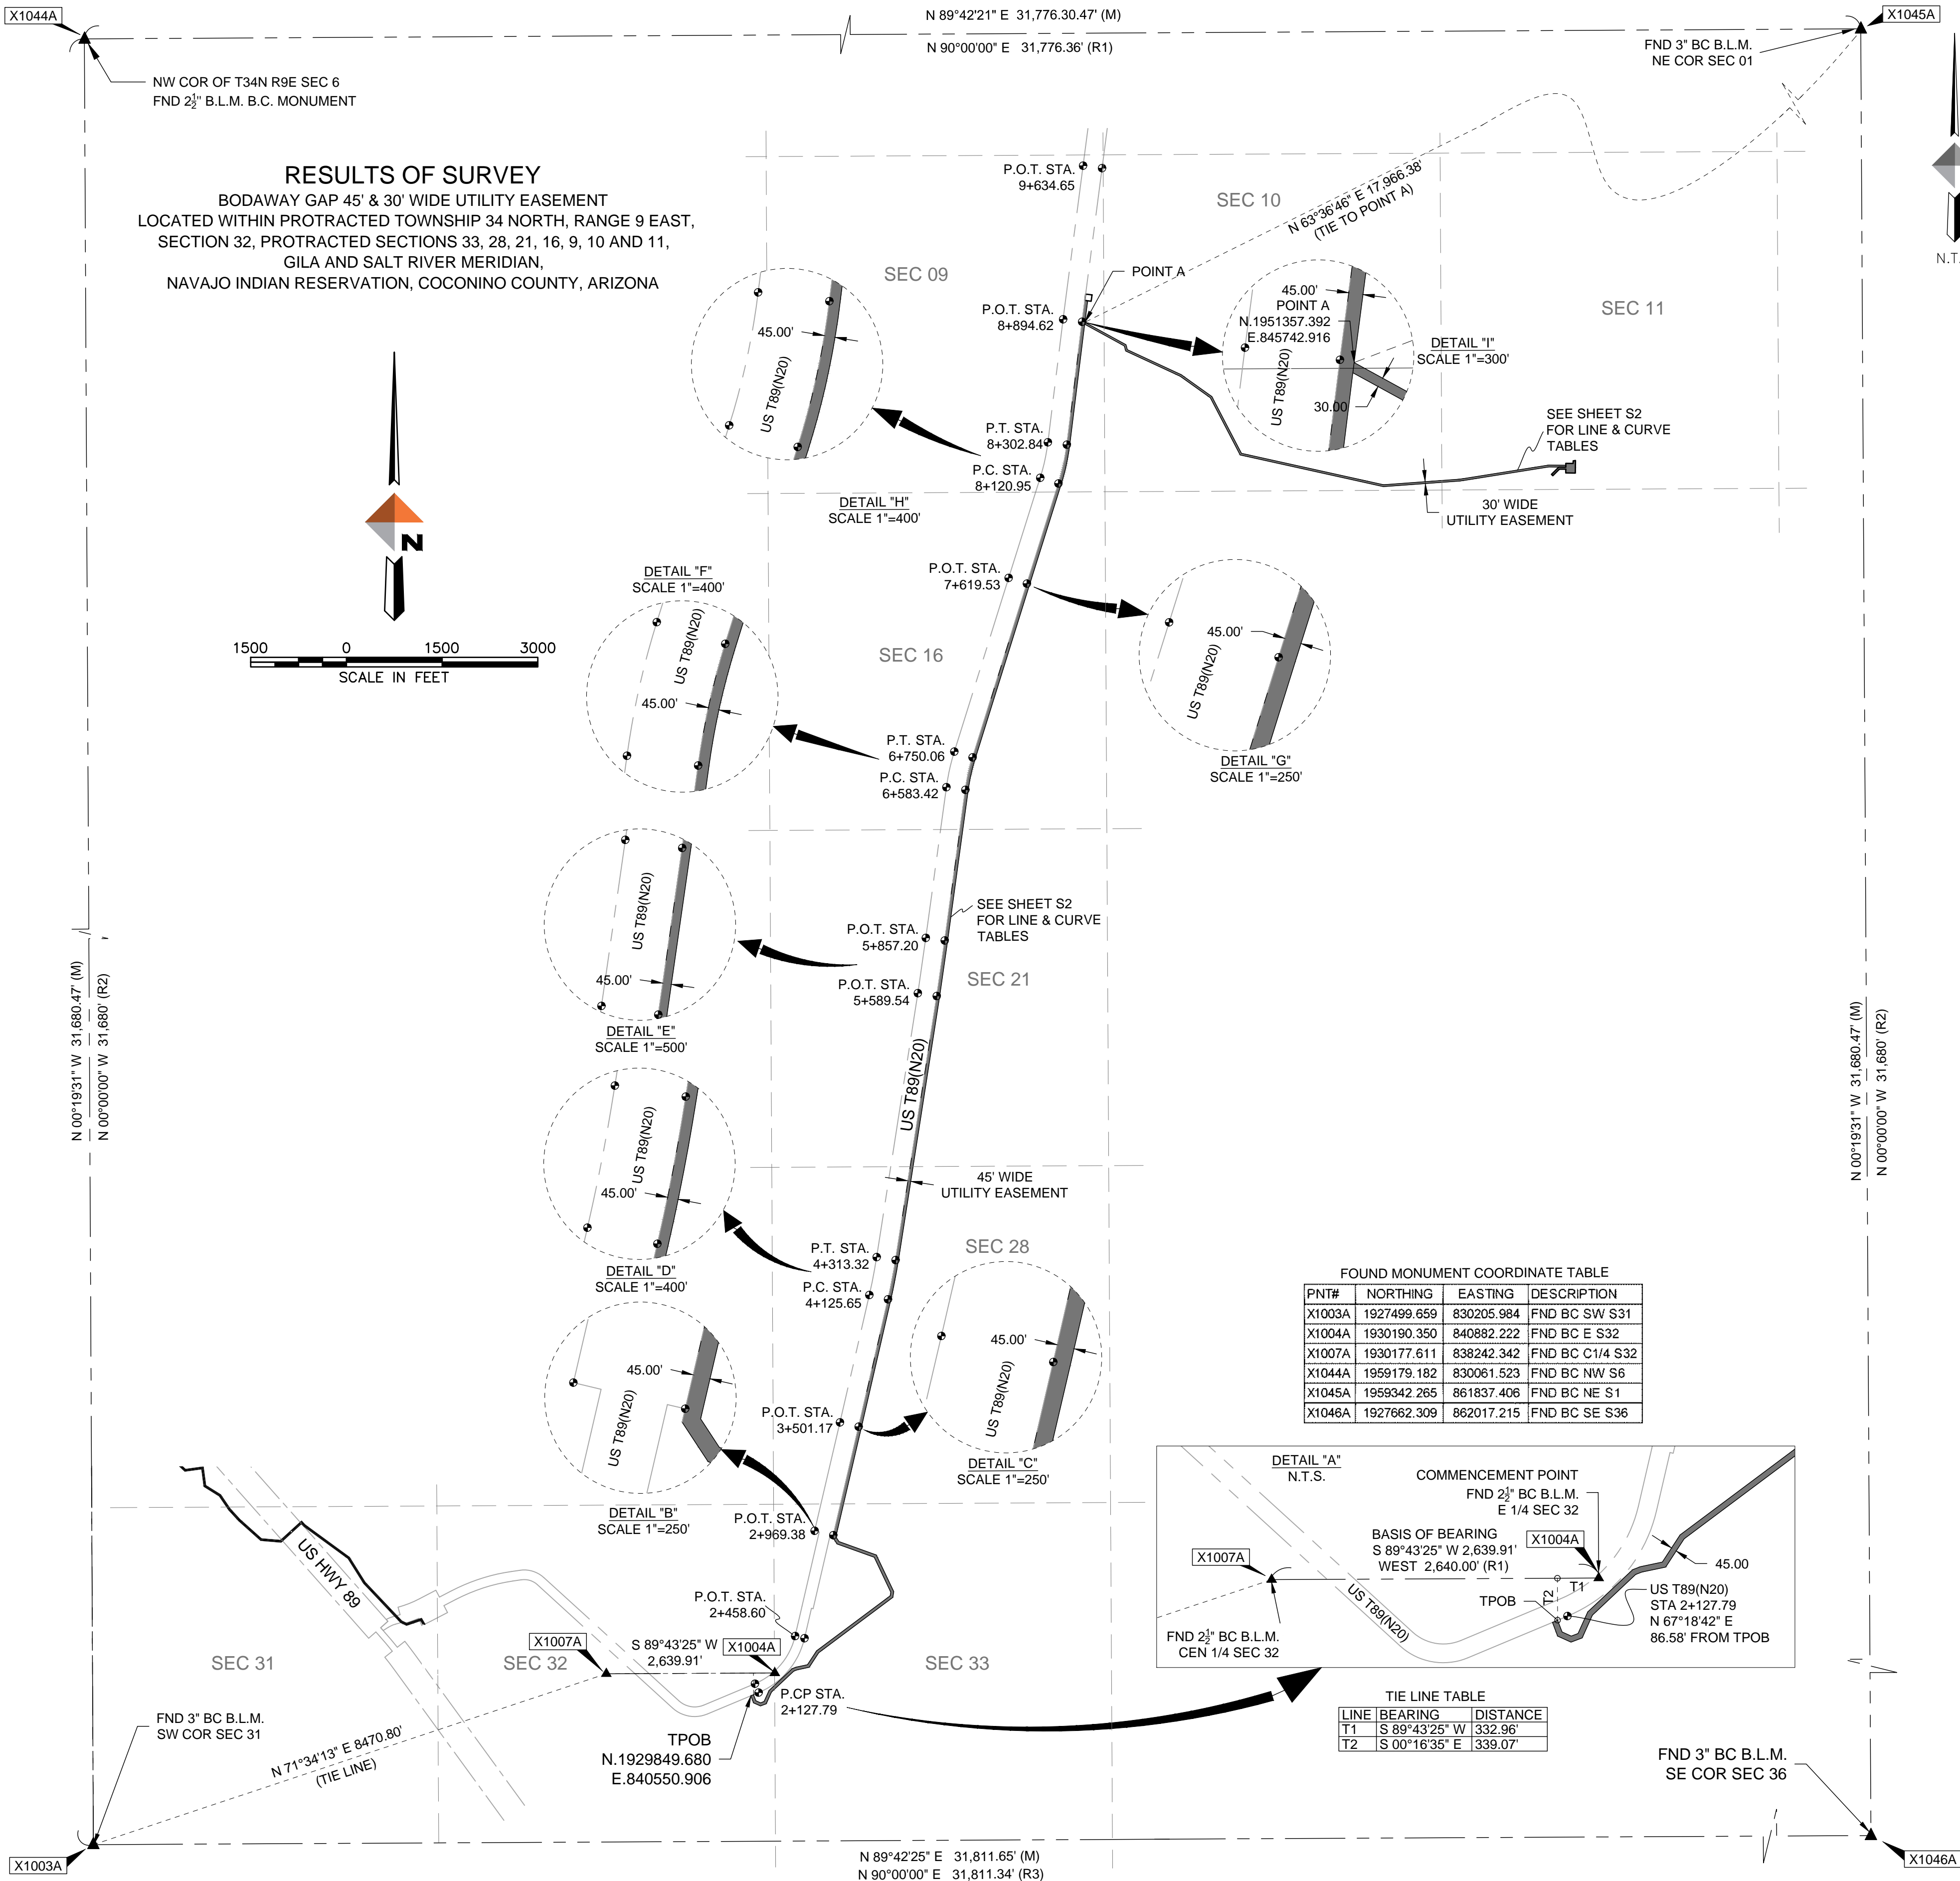 X1044A
N 89°42'21" E 31,776.30.47' (M)
N 90°00'00" E 31,776.36' (R1)
X1045A
FND 3" BC B.L.M.
NE COR SEC 01
NW COR OF T34N R9E SEC 6
FND 2½" B.L.M. B.C. MONUMENT
RESULTS OF SURVEY
BODAWAY GAP 45' & 30' WIDE UTILITY EASEMENT
LOCATED WITHIN PROTRACTED TOWNSHIP 34 NORTH, RANGE 9 EAST,
SECTION 32, PROTRACTED SECTIONS 33, 28, 21, 16, 9, 10 AND 11,
GILA AND SALT RIVER MERIDIAN,
NAVAJO INDIAN RESERVATION, COCONINO COUNTY, ARIZONA
N.T.
P.O.T. STA.
9+634.65
SEC 10
N 63°36'46" E 17,966.38'
(TIE TO POINT A)
SEC 09
POINT A
SEC 11
P.O.T. STA.
8+894.62
45.00'
US T89(N20)
45.00'
POINT A
N.1951357.392
E.845742.916
US T89(N20)
30.00
DETAIL "I"
SCALE 1"=300'
SEE SHEET S2
FOR LINE & CURVE
TABLES
P.T. STA.
8+302.84
P.C. STA.
8+120.95
DETAIL "H"
SCALE 1"=400'
30' WIDE
UTILITY EASEMENT
N
1500 0 1500 3000
SCALE IN FEET
DETAIL "F"
SCALE 1"=400'
US T89(N20)
45.00'
P.O.T. STA.
7+619.53
45.00'
US T89(N20)
DETAIL "G"
SCALE 1"=250'
SEC 16
P.T. STA.
6+750.06
P.C. STA.
6+583.42
US T89(N20)
45.00'
DETAIL "E"
SCALE 1"=500'
P.O.T. STA.
5+857.20
SEE SHEET S2
FOR LINE & CURVE
TABLES
SEC 21
P.O.T. STA.
5+589.54
N 00°19'31" W 31,680.47' (M)
N 00°00'00" W 31,680' (R2)
N 00°19'31" W 31,680.47' (M)
N 00°00'00" W 31,680' (R2)
US T89(N20)
US T89(N20)
45.00'
DETAIL "D"
SCALE 1"=400'
45' WIDE
UTILITY EASEMENT
SEC 28
P.T. STA.
4+313.32
P.C. STA.
4+125.65
45.00'
US T89(N20)
DETAIL "C"
SCALE 1"=250'
45.00'
US T89(N20)
DETAIL "B"
SCALE 1"=250'
P.O.T. STA.
3+501.17
P.O.T. STA.
2+969.38
FOUND MONUMENT COORDINATE TABLE
PNT# NORTHING EASTING DESCRIPTION
X1003A 1927499.659 830205.984 FND BC SW S31
X1004A 1930190.350 840882.222 FND BC E S32
X1007A 1930177.611 838242.342 FND BC C1/4 S32
X1044A 1959179.182 830061.523 FND BC NW S6
X1045A 1959342.265 861837.406 FND BC NE S1
X1046A 1927662.309 862017.215 FND BC SE S36
DETAIL "A"
N.T.S.
COMMENCEMENT POINT
FND 2½" BC B.L.M.
E 1/4 SEC 32
BASIS OF BEARING
S 89°43'25" W 2,639.91'
WEST 2,640.00' (R1)
X1004A
X1007A
T1
T2
TPOB
US T89(N20)
45.00
US T89(N20)
STA 2+127.79
N 67°18'42" E
86.58' FROM TPOB
FND 2½" BC B.L.M.
CEN 1/4 SEC 32
US HWY 89
P.O.T. STA.
2+458.60
X1007A
S 89°43'25" W
2,639.91'
X1004A
SEC 31
SEC 32
SEC 33
P.CP STA.
2+127.79
TPOB
N.1929849.680
E.840550.906
FND 3" BC B.L.M.
SW COR SEC 31
N 71°34'13" E 8470.80'
(TIE LINE)
TIE LINE TABLE
LINE BEARING DISTANCE
T1 S 89°43'25" W 332.96'
T2 S 00°16'35" E 339.07'
FND 3" BC B.L.M.
SE COR SEC 36
X1003A
N 89°42'25" E 31,811.65' (M)
N 90°00'00" E 31,811.34' (R3)
X1046A